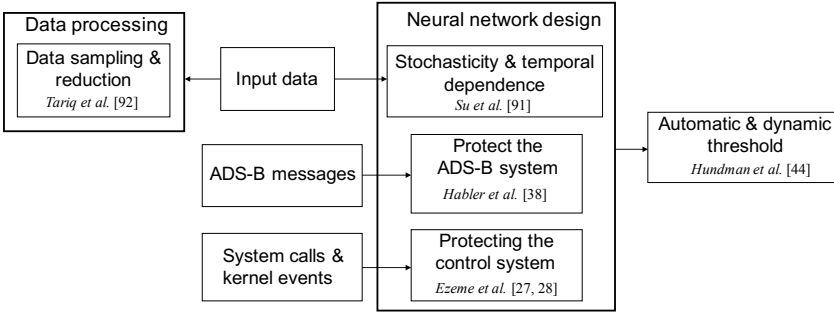 Data processing
Data sampling &
reduction
Tariq et al. [92]
Input data
Neural network design
Stochasticity & temporal
dependence
Su et al. [91]
ADS-B messages
Protect the
ADS-B system
Habler et al. [38]
System calls &
kernel events
Protecting the
control system
Ezeme et al. [27, 28]
Automatic & dynamic
threshold
Hundman et al. [44]